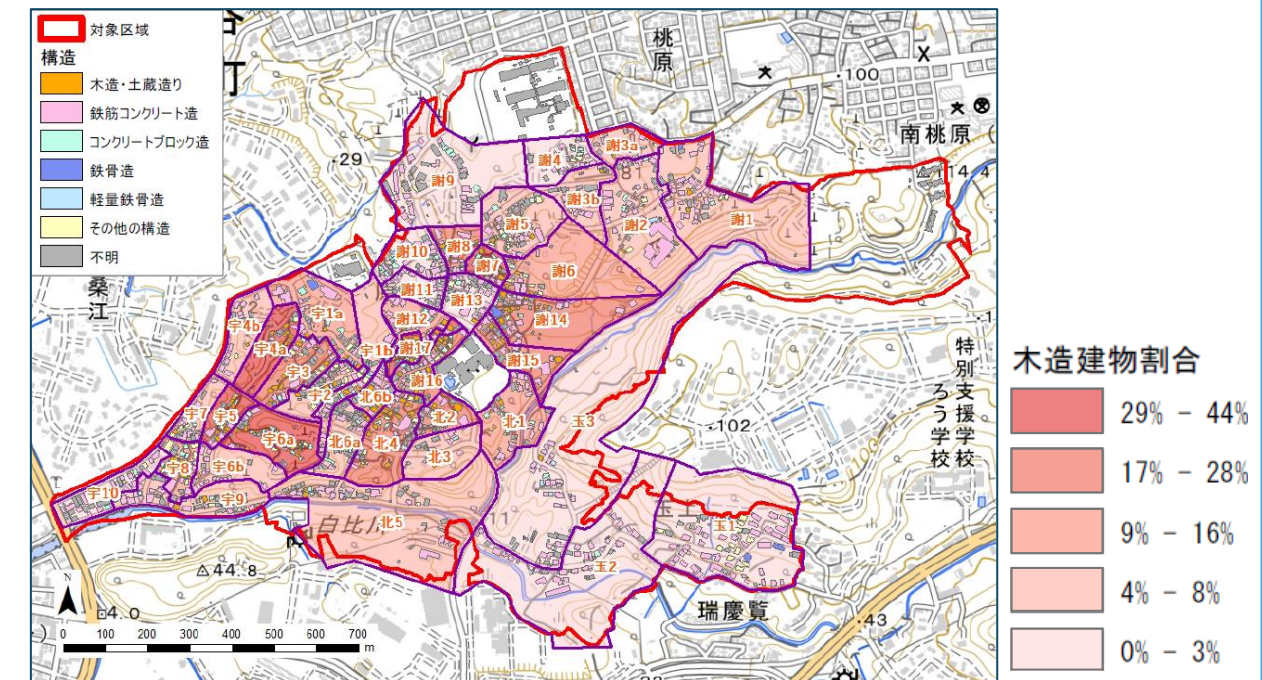 対象区域
構造
木造・土蔵造り
鉄筋コンクリート造
コンクリートブロック造
鉄骨造
軽量鉄骨造
その他の構造
不明
町
桃原
100
29
南桃原
114.4
81
謝3a
謝4
謝9
謝3b
謝5
謝2
謝1
謝10
謝8
謝7
謝6
謝11
謝13
謝12
謝14
謝17
謝15
謝16
桑江
宇1a
宇4b
宇4a
宇1b
宇3
宇2
北6b
北2
北1
宇7
宇5
宇6a
北6a
北4
北3
玉3
102
特別支援学校
ろう学校
宇8
宇6b
宇10
宇9
北5
白比川
玉1
玉2
44.8
4.0
瑞慶覧
43
N
0 100 200 300 400 500 600 700
m
木造建物割合
29% - 44%
17% - 28%
9% - 16%
4% - 8%
0% - 3%